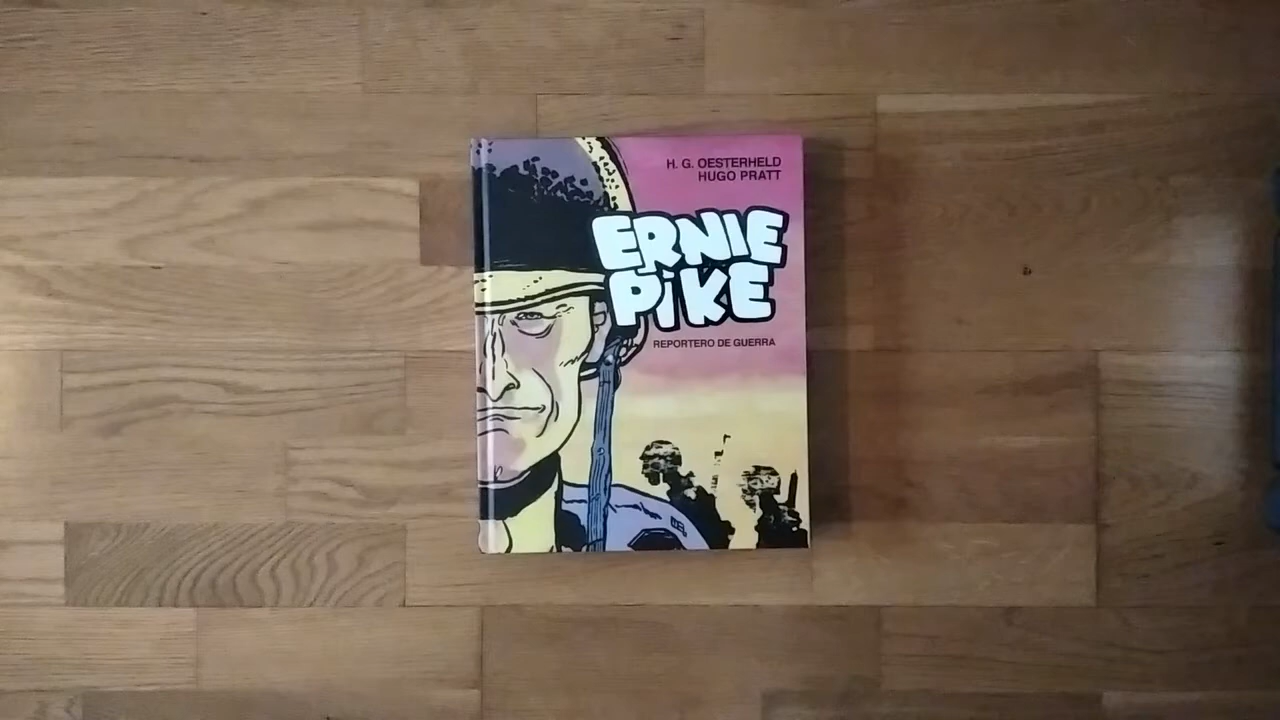 H. G. OESTERHELD
HUGO PRATT
ERNIE
PiKE
REPORTERO DE GUERRA